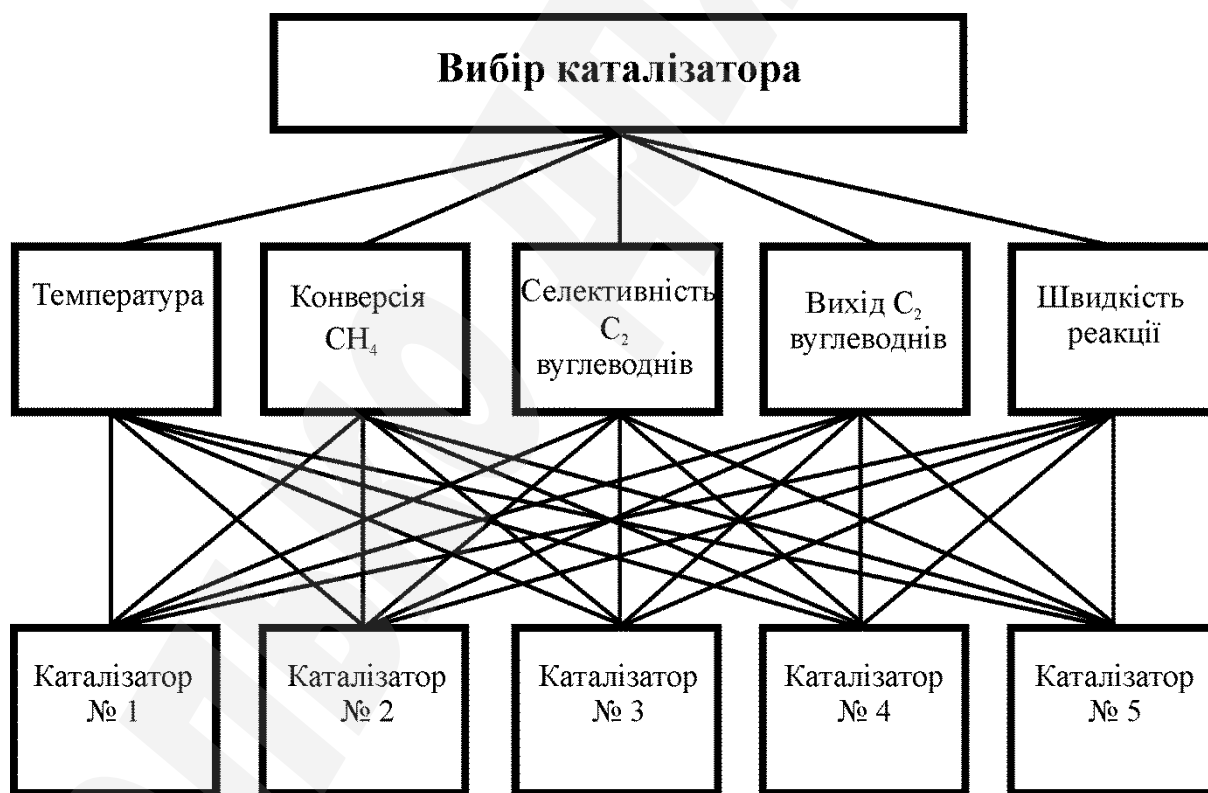 Вибір каталізатора
Температура
Конверсія
CH₄
Селективність
C₂
вуглеводнів
Вихід C₂
вуглеводнів
Швидкість
реакції
Каталізатор
№ 1
Каталізатор
№ 2
Каталізатор
№ 3
Каталізатор
№ 4
Каталізатор
№ 5